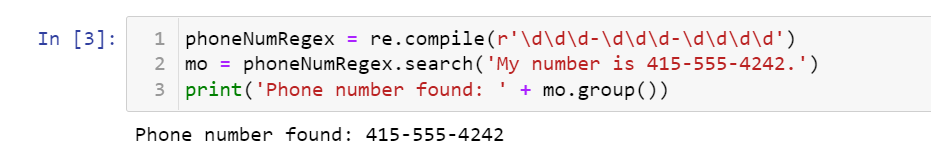 In [3]:
1 phoneNumRegex = re.compile(r'\d\d\d-\d\d\d-\d\d\d\d')
2 mo = phoneNumRegex.search('My number is 415-555-4242.')
3 print('Phone number found: ' + mo.group())
Phone number found: 415-555-4242